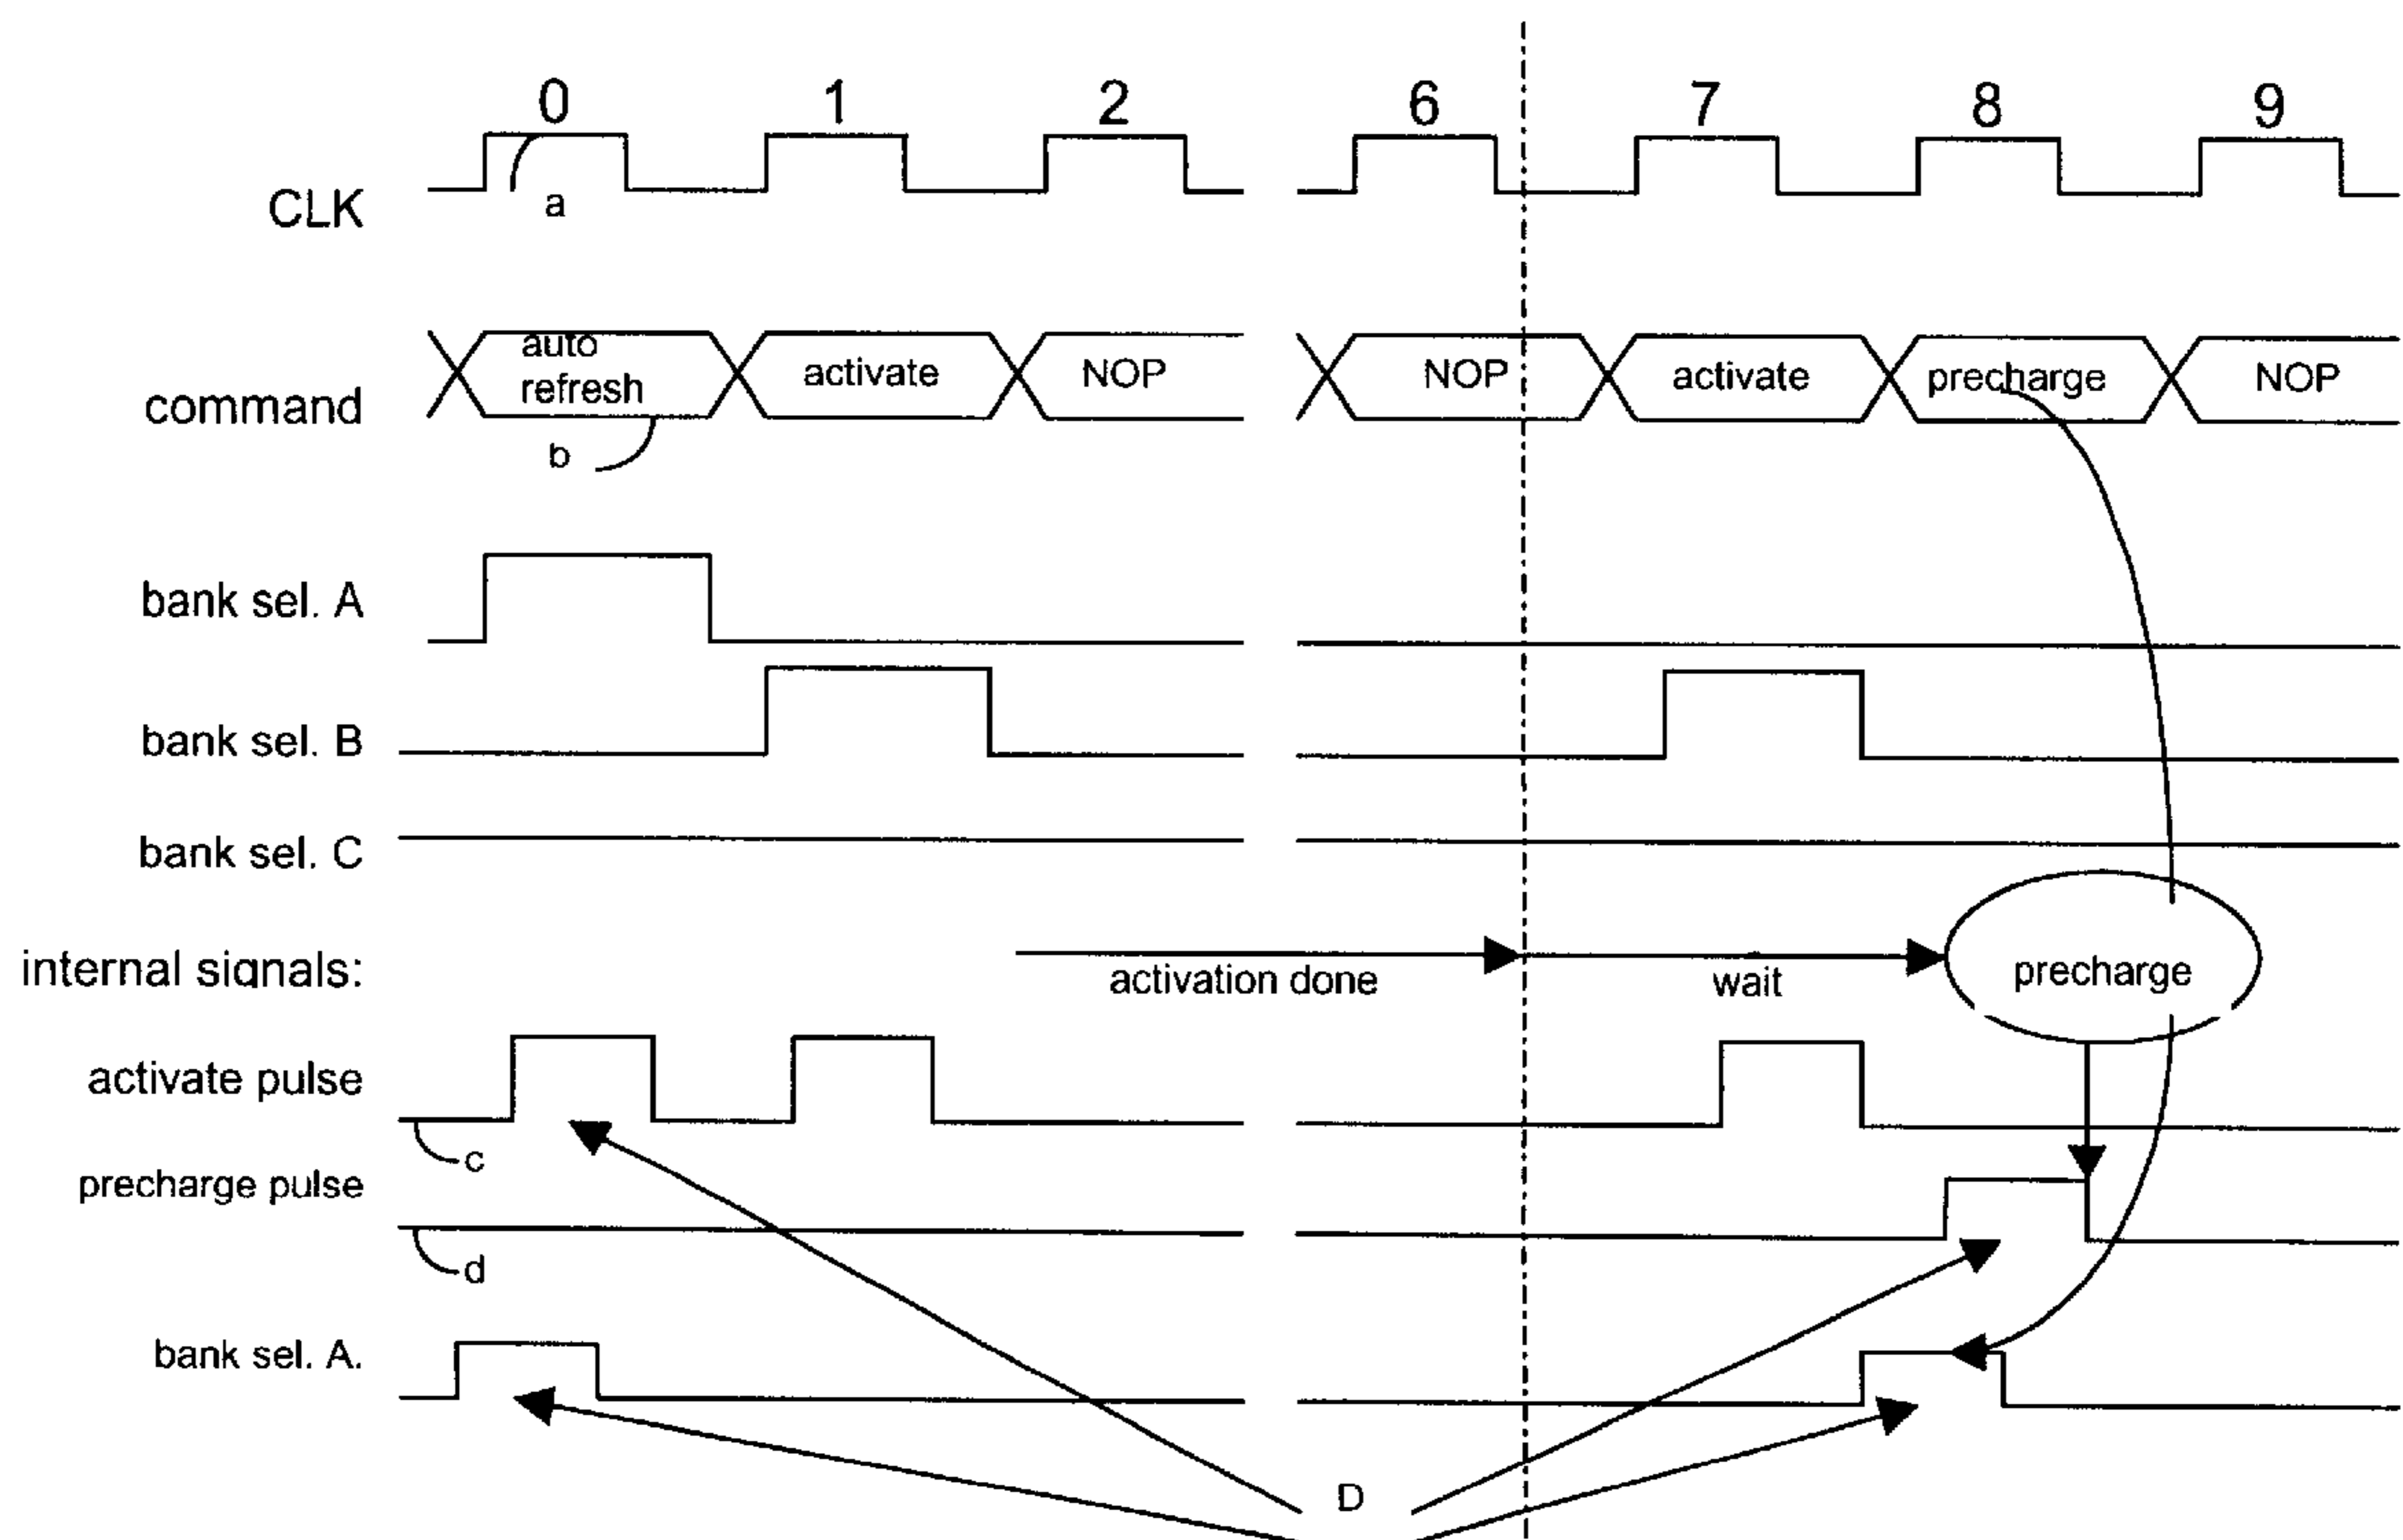 0 1 2 6 7 8 9
CLK
a
command
auto
refresh
activate
NOP
NOP
activate
precharge
NOP
b
bank sel. A
bank sel. B
bank sel. C
internal signals:
activation done
wait
precharge
activate pulse
c
precharge pulse
d
bank sel. A.
D